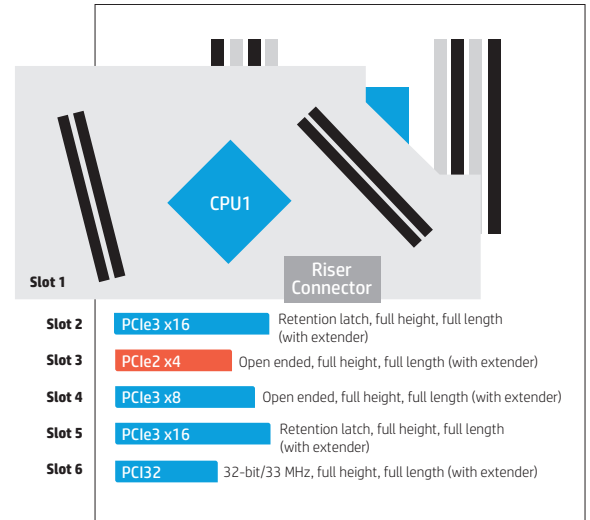 CPU1
Riser
Connector
Slot 1
Slot 2 PCIe3 x16 Retention latch, full height, full length
(with extender)
Slot 3 PCIe2 x4 Open ended, full height, full length (with extender)
Slot 4 PCIe3 x8 Open ended, full height, full length (with extender)
Slot 5 PCIe3 x16 Retention latch, full height, full length
(with extender)
Slot 6 PCI32 32-bit/33 MHz, full height, full length (with extender)